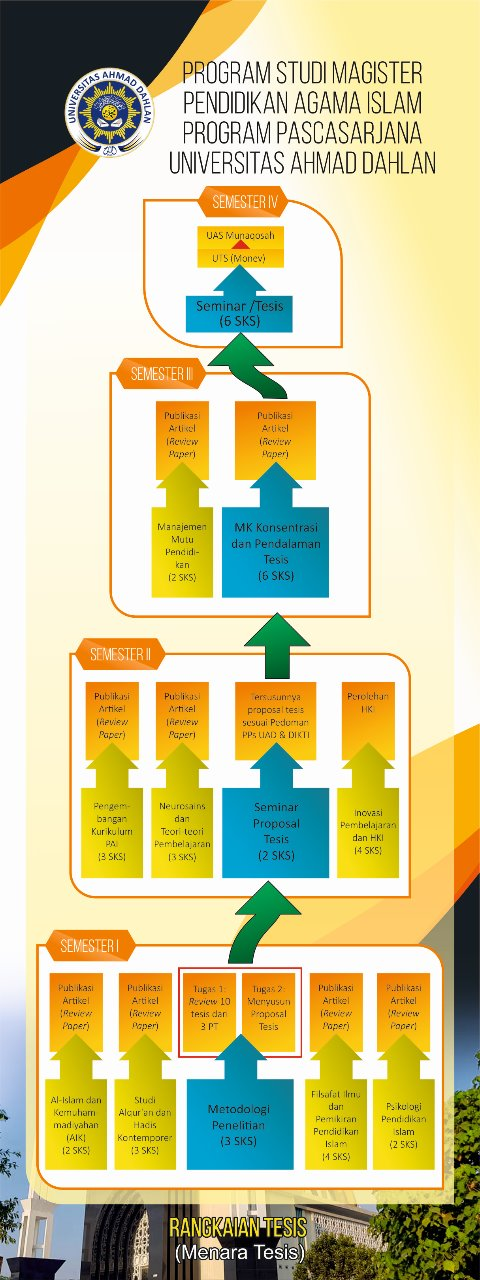 UNIVERSITAS AHMAD DAHLAN
PROGRAM STUDI MAGISTER
PENDIDIKAN AGAMA ISLAM
PROGRAM PASCASARJANA
UNIVERSITAS AHMAD DAHLAN
SEMESTER IV
UAS Munaqosah
UTS (Monev)
Seminar /Tesis
(6 SKS)
SEMESTER III
Publikasi
Artikel
(Review
Paper)
Manajemen
Mutu
Pendidi-
kan
(2 SKS)
Publikasi
Artikel
(Review
Paper)
MK Konsentrasi
dan Pendalaman
Tesis
(6 SKS)
SEMESTER II
Publikasi
Artikel
(Review
Paper)
Pengem-
bangan
Kurikulum
PAI
(3 SKS)
Publikasi
Artikel
(Review
Paper)
Neurosains
dan
Teori-teori
Pembelajaran
(3 SKS)
Tersusunnya
proposal tesis
sesuai Pedoman
PPs UAD & DIKTI
Seminar
Proposal
Tesis
(2 SKS)
Perolehan
HKI
Inovasi
Pembelajaran
dan HKI
(4 SKS)
SEMESTER I
Publikasi
Artikel
(Review
Paper)
Al-Islam dan
Kemuham-
madiyahan
(AIK)
(2 SKS)
Publikasi
Artikel
(Review
Paper)
Studi
Alqur'an dan
Hadis
Kontemporer
(3 SKS)
Tugas 1:
Review 10
tesis dari
3 PT
Tugas 2:
Menyusun
Proposal
Tesis
Metodologi
Penelitian
(3 SKS)
Publikasi
Artikel
(Review
Paper)
Filsafat Ilmu
dan
Pemikiran
Pendidikan
Islam
(4 SKS)
Publikasi
Artikel
(Review
Paper)
Psikologi
Pendidikan
Islam
(2 SKS)
RANGKAIAN TESIS
(Menara Tesis)